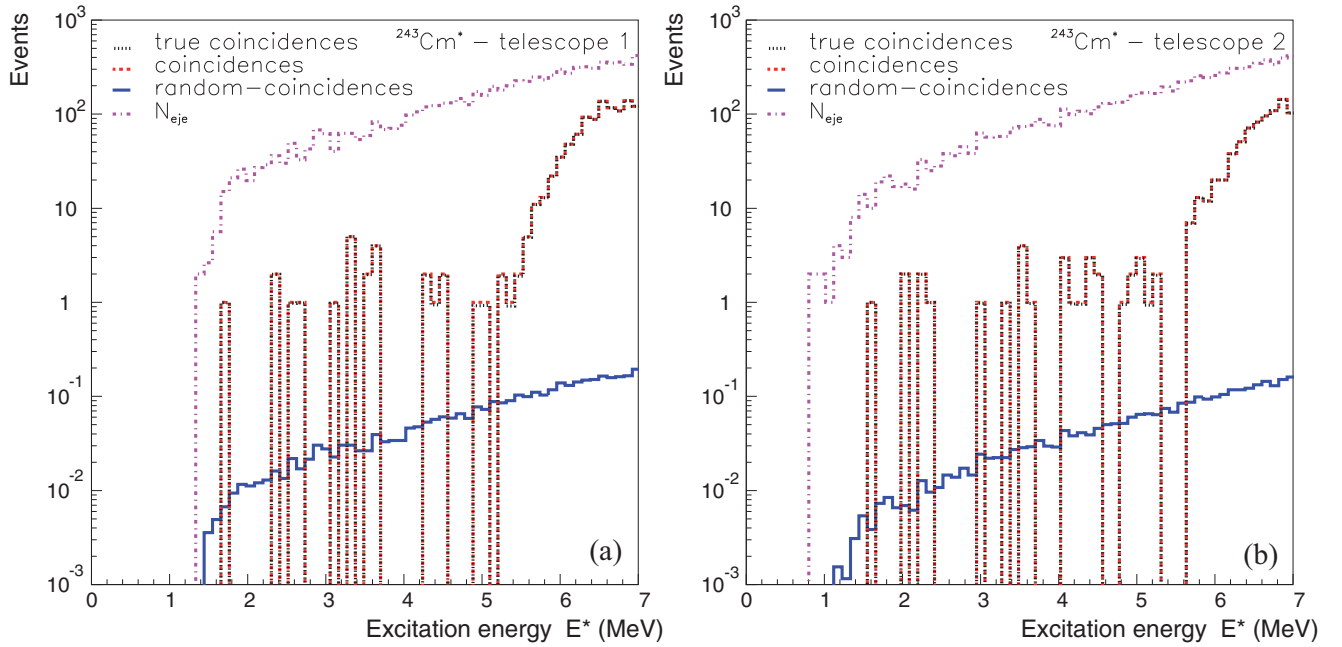 Events
true coincidences
coincidences
random−coincidences
N_eje
²⁴³Cm* − telescope 1
10³
10²
10
1
10⁻¹
10⁻²
10⁻³
0 1 2 3 4 5 6 7
Excitation energy E* (MeV)
(a)
Events
true coincidences
coincidences
random−coincidences
N_eje
²⁴³Cm* − telescope 2
10³
10²
10
1
10⁻¹
10⁻²
10⁻³
0 1 2 3 4 5 6 7
Excitation energy E* (MeV)
(b)